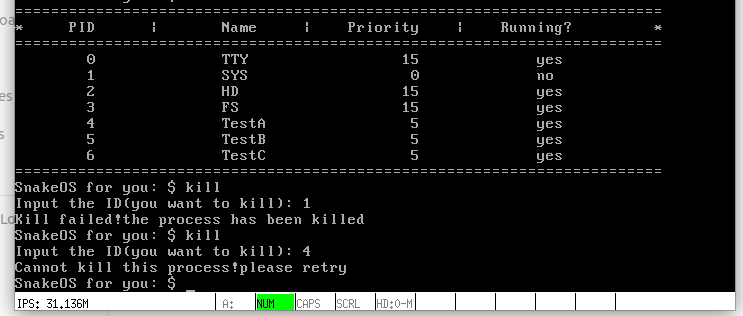 ==============================================================================
*     PID     |     Name     |     Priority     |     Running?     *
==============================================================================
0     TTY     15     yes
1     SYS     0     no
2     HD     15     yes
3     FS     15     yes
4     TestA     5     yes
5     TestB     5     yes
6     TestC     5     yes
==============================================================================
SnakeOS for you: $ kill
Input the ID(you want to kill): 1
Kill failed!the process has been killed
SnakeOS for you: $ kill
Input the ID(you want to kill): 4
Cannot kill this process!please retry
SnakeOS for you: $ _
IPS: 31.136M     A:     NUM     CAPS     SCRL     HD:0-M